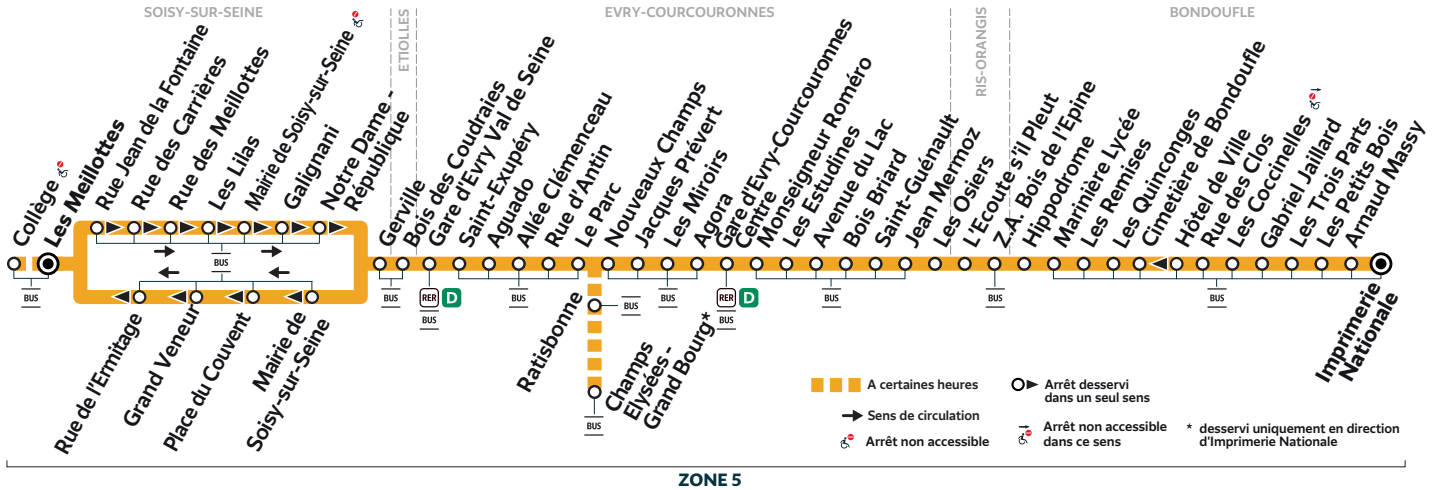 SOISY-SUR-SEINE
ETIOLLES
EVRY-COURCOURONNES
RIS-ORANGIS
BONDOUFLE
Collège
Les Meillottes
Rue Jean de la Fontaine
Rue des Carrières
Rue des Meillottes
Les Lilas
Mairie de Soisy-sur-Seine
Galignani
Notre Dame -
République
Gerville
Bois des Coudraies
Gare d'Evry Val de Seine
Saint-Exupéry
Aguado
Allée Clémenceau
Rue d'Antin
Le Parc
Nouveaux Champs
Jacques Prévert
Les Miroirs
Agora
Gare d'Evry-Courcouronnes
Centre
Monseigneur Roméro
Les Estudines
Avenue du Lac
Bois Briard
Saint-Guénault
Jean Mermoz
Les Osiers
L'Ecoute s'il Pleut
Z.A. Bois de l'Epine
Hippodrome
Marinière Lycée
Les Remises
Les Quinconges
Cimetière de Bondoufle
Hôtel de Ville
Rue des Clos
Les Coccinelles
Gabriel Jaillard
Les Trois Parts
Les Petits Bois
Arnaud Massy
Imprimerie
Nationale
BUS
BUS
BUS
RER D
BUS
BUS
BUS
BUS
RER D
BUS
BUS
BUS
BUS
Rue de l'Ermitage
Grand Veneur
Place du Couvent
Mairie de
Soisy-sur-Seine
Ratisbonne
Champs
Elysées -
Grand Bourg*
BUS
A certaines heures
Sens de circulation
Arrêt non accessible
Arrêt desservi
dans un seul sens
Arrêt non accessible
dans ce sens
* desservi uniquement en direction
d'Imprimerie Nationale
ZONE 5